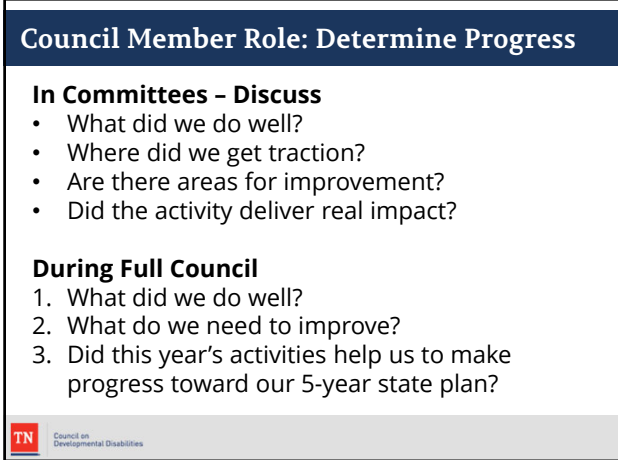 Council Member Role: Determine Progress
In Committees – Discuss
• What did we do well?
• Where did we get traction?
• Are there areas for improvement?
• Did the activity deliver real impact?
During Full Council
1. What did we do well?
2. What do we need to improve?
3. Did this year's activities help us to make
progress toward our 5-year state plan?
TN
Council on
Developmental Disabilities